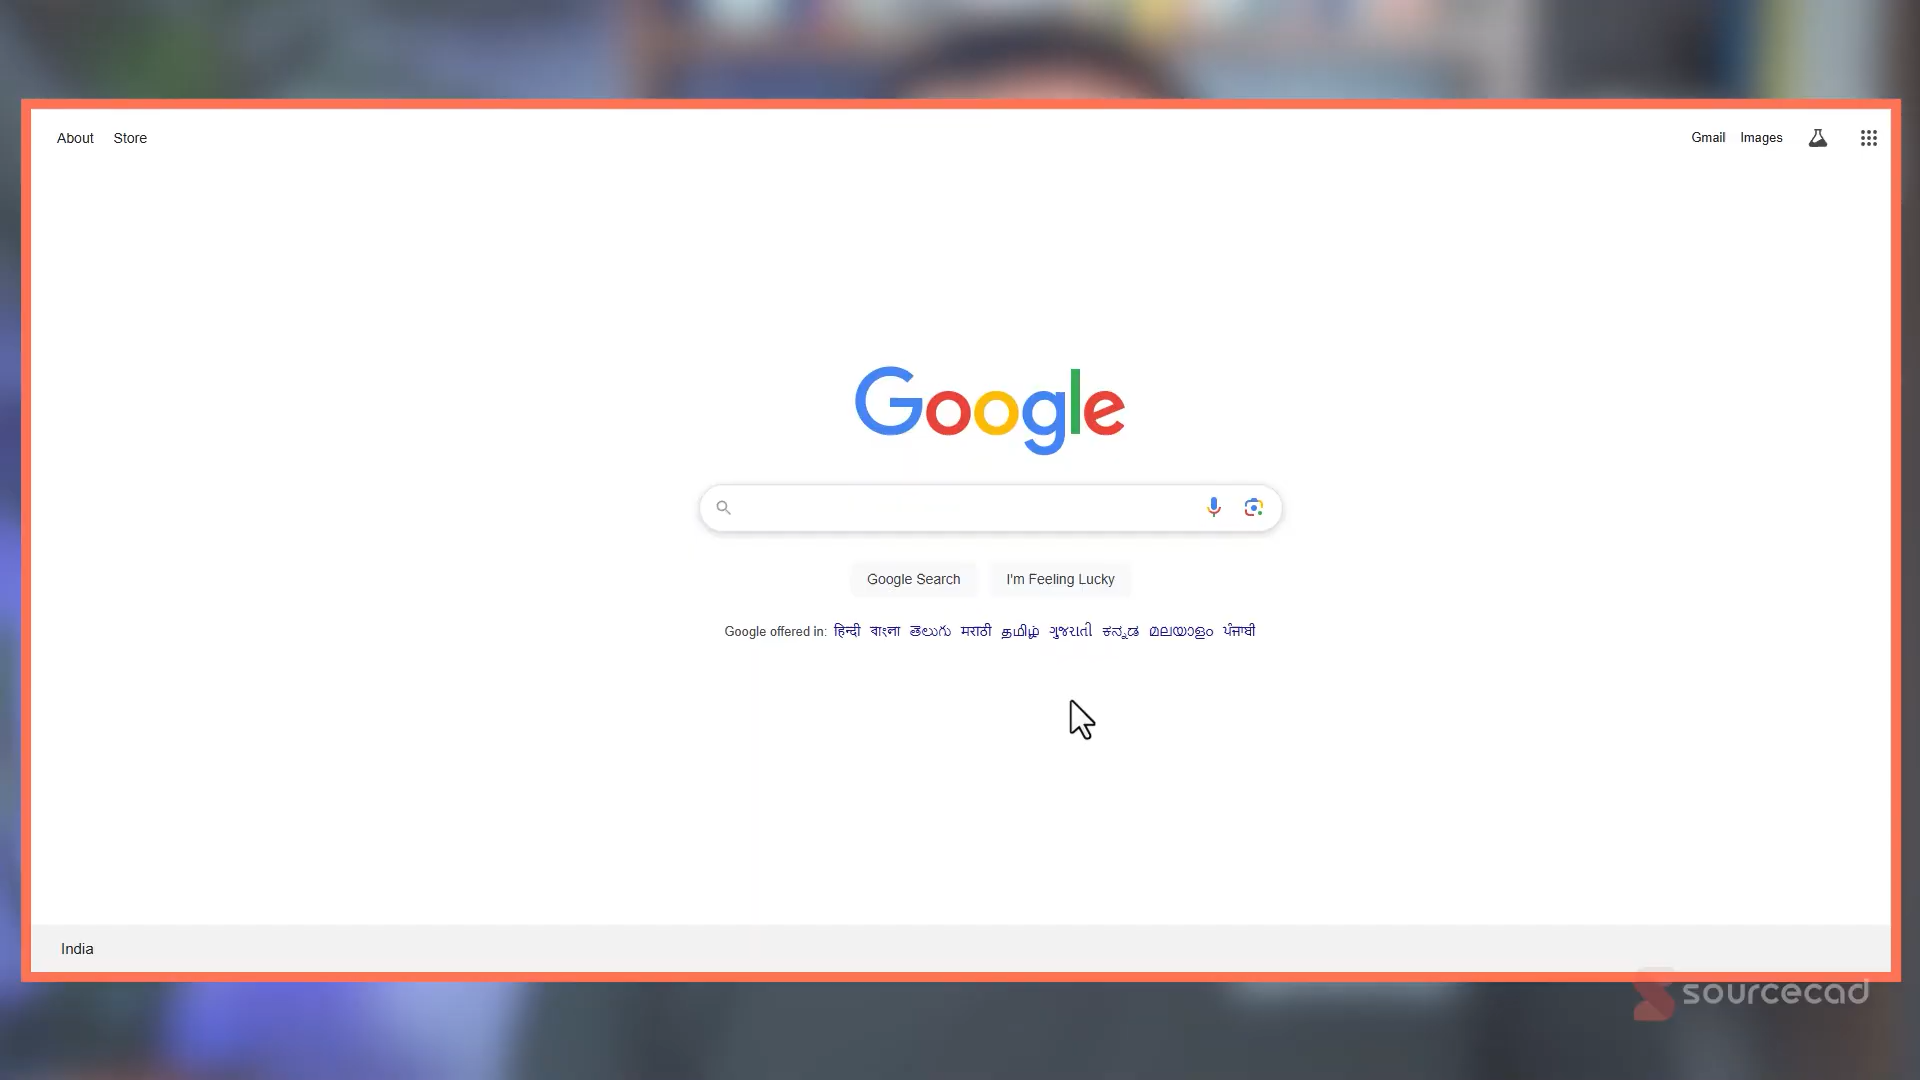 About Store
Gmail Images
Google
Google Search I'm Feeling Lucky
Google offered in: हिन्दी বাংলা తెలుగు मराठी தமிழ் ગુજરાતી ಕನ್ನಡ മലയാളം ਪੰਜਾਬੀ
India
sourcecad